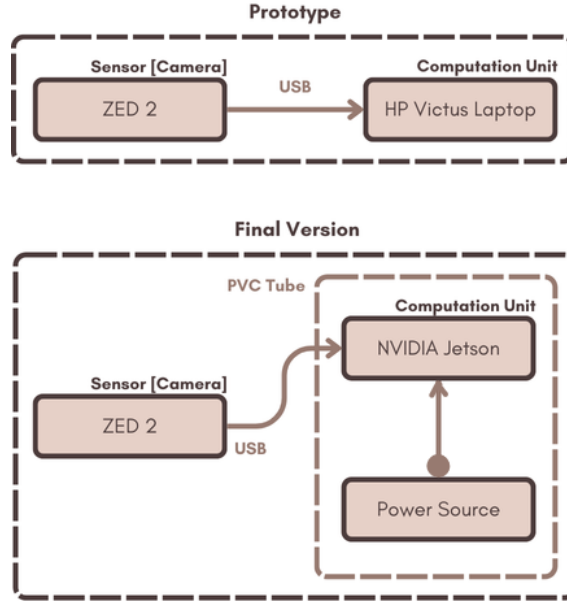 Prototype
Sensor [Camera]
Computation Unit
ZED 2
USB
HP Victus Laptop
Final Version
PVC Tube
Computation Unit
NVIDIA Jetson
Sensor [Camera]
ZED 2
USB
Power Source